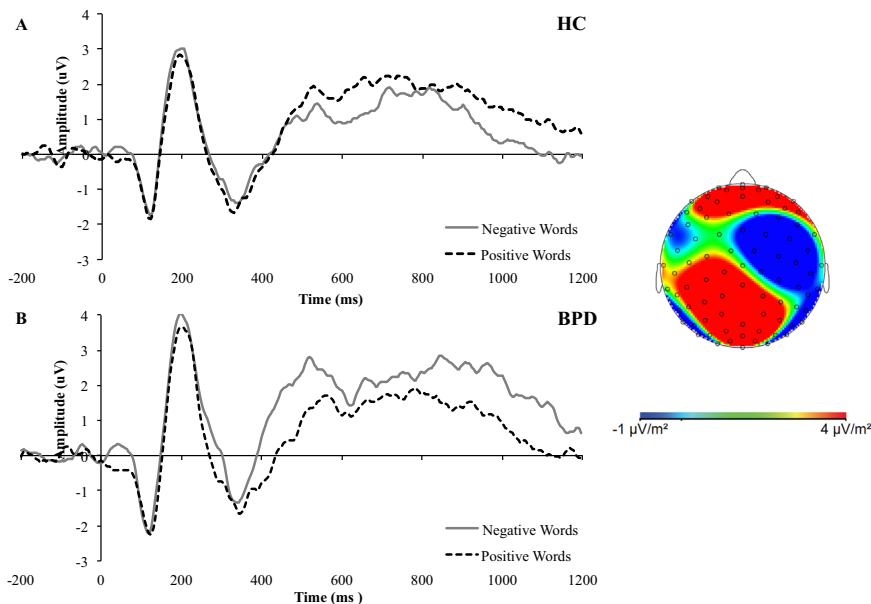 A
HC
Amplitude (uV)
4
3
2
1
0
-1
-2
-3
Negative Words
Positive Words
-200 0 200 400 600 800 1000 1200
Time (ms)
B
BPD
Amplitude (uV)
4
3
2
1
0
-1
-2
-3
Negative Words
Positive Words
-200 0 200 400 600 800 1000 1200
Time (ms )
-1 µV/m² 4 µV/m²